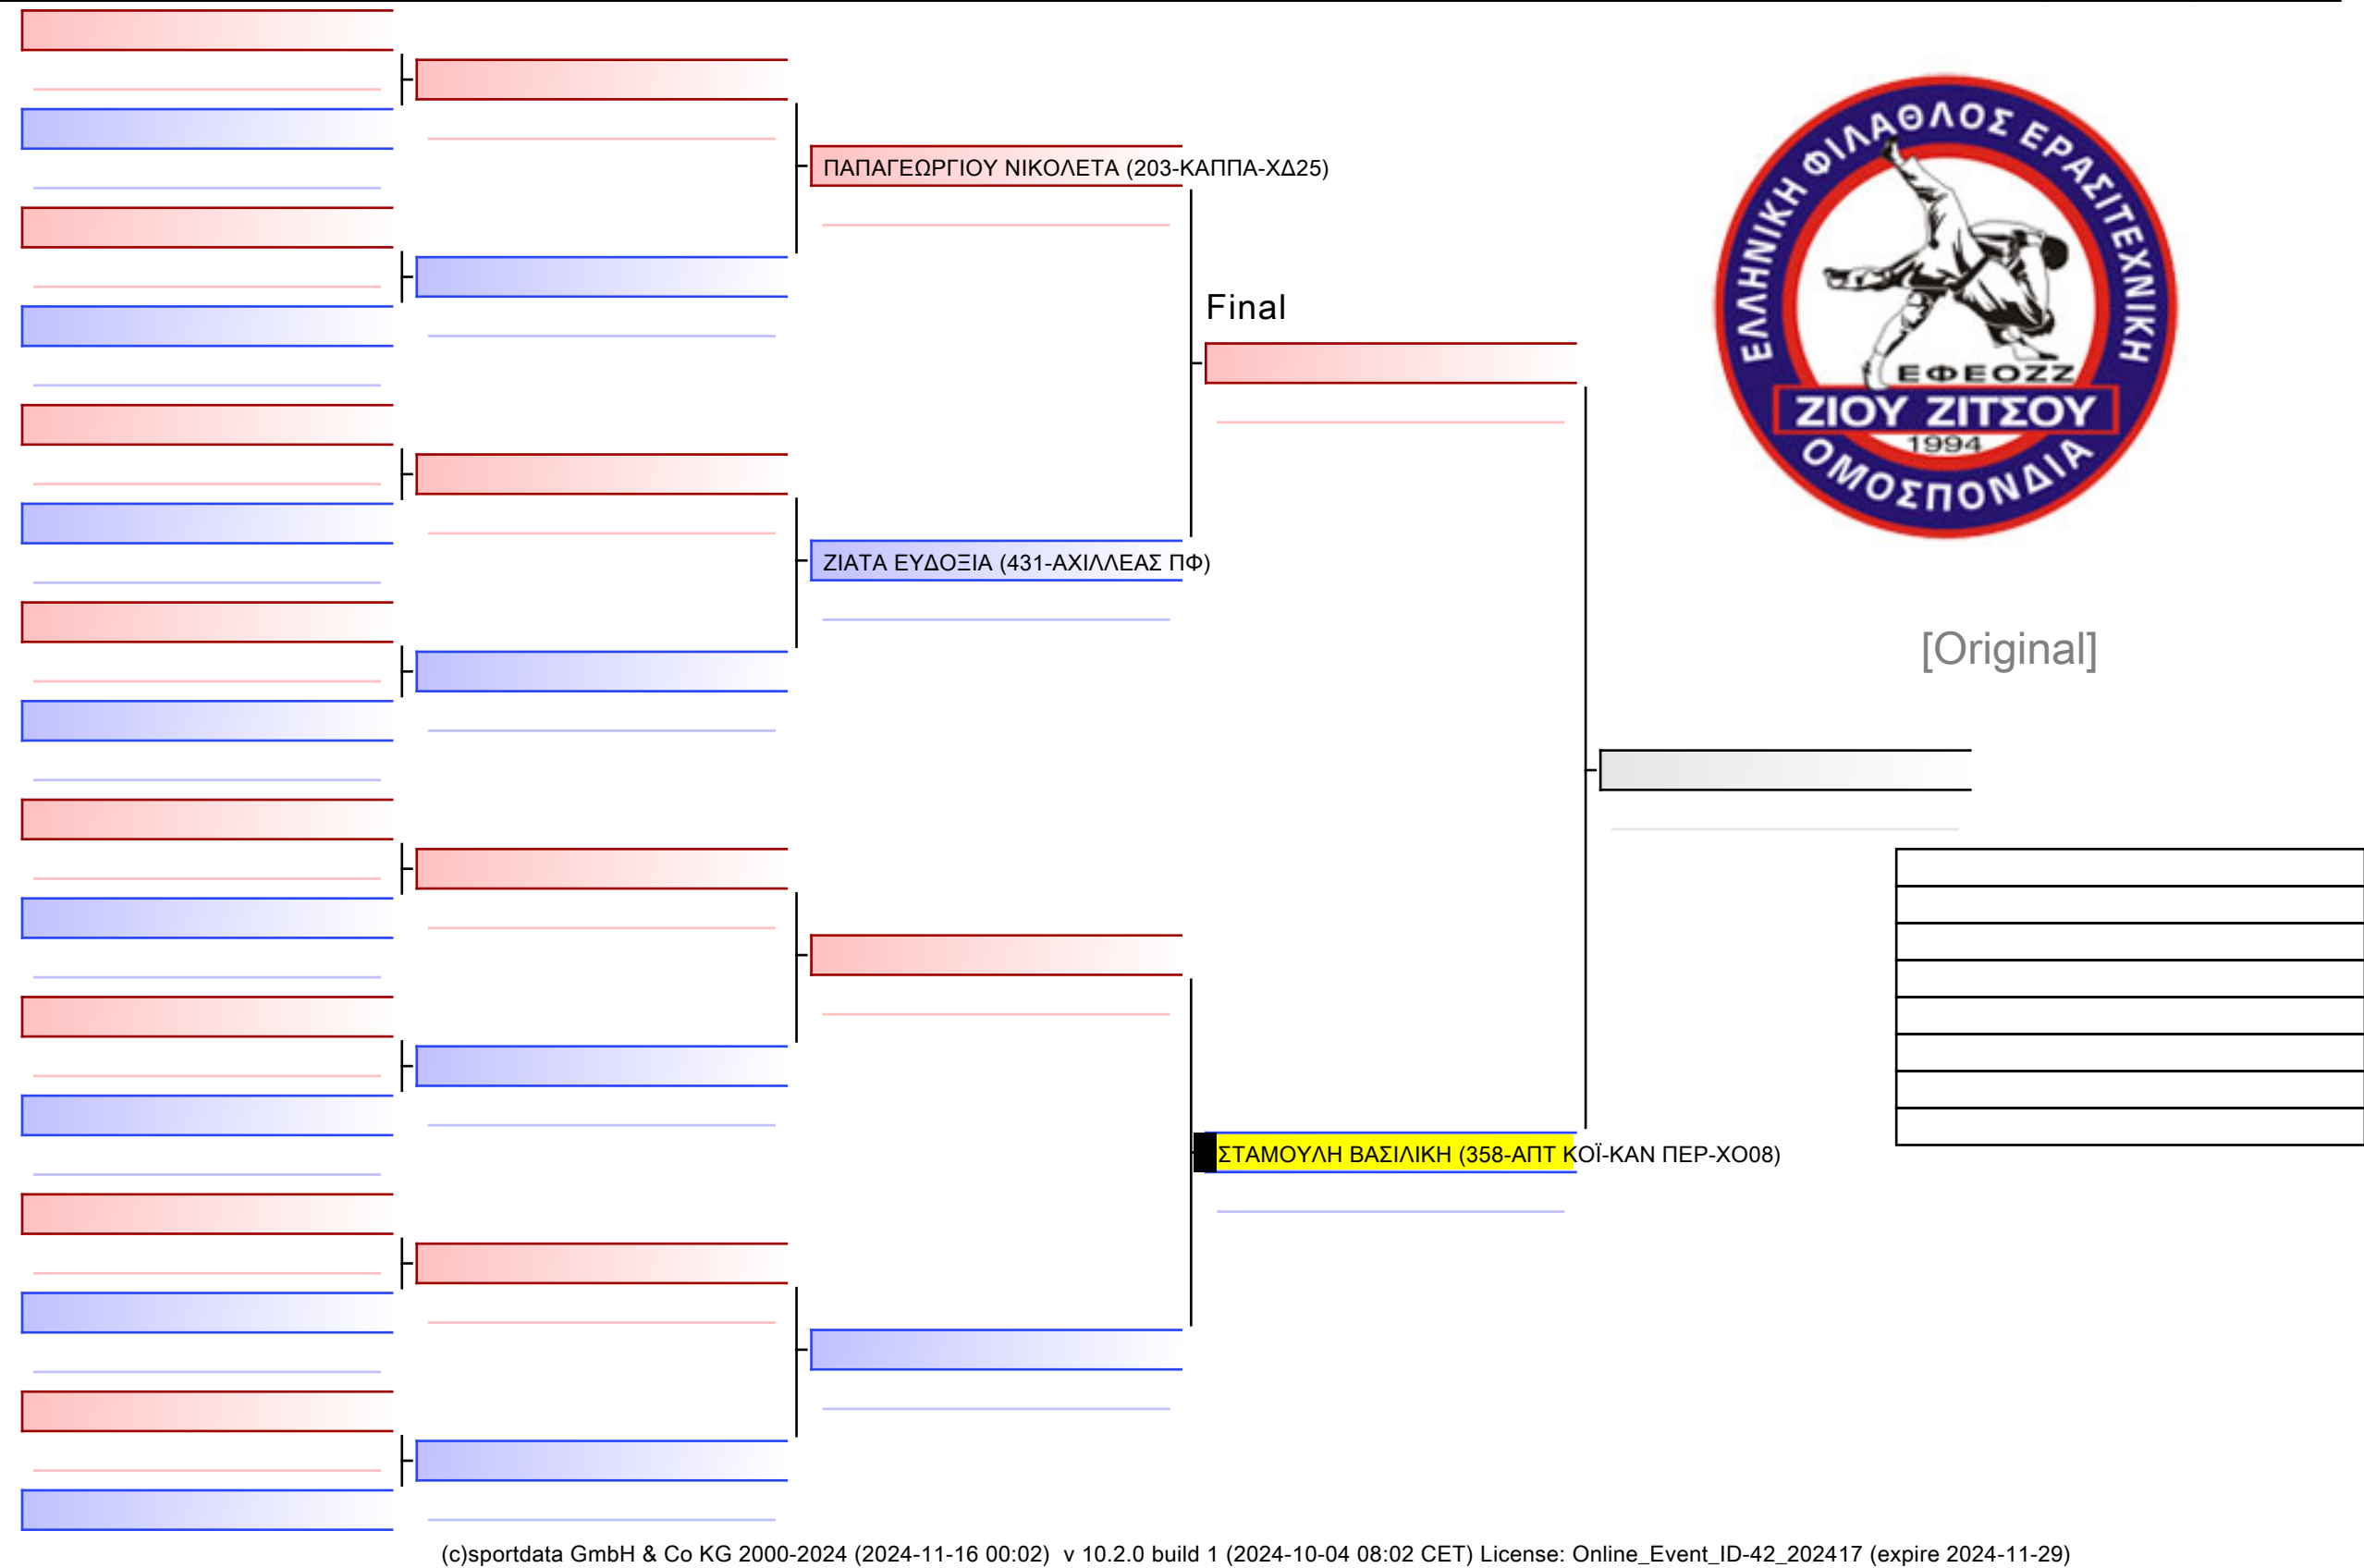 ΠΑΠΑΓΕΩΡΓΙΟΥ ΝΙΚΟΛΕΤΑ (203-ΚΑΠΠΑ-ΧΔ25)
Final
ΕΛΛΗΝΙΚΗ ΦΙΛΑΘΛΟΣ ΕΡΑΣΙΤΕΧΝΙΚΗ
ΕΦΕΟΖΖ
ΖΙΟΥ ΖΙΤΣΟΥ
1994
ΟΜΟΣΠΟΝΔΙΑ
ΖΙΑΤΑ ΕΥΔΟΞΙΑ (431-ΑΧΙΛΛΕΑΣ ΠΦ)
[Original]
ΣΤΑΜΟΥΛΗ ΒΑΣΙΛΙΚΗ (358-ΑΠΤ ΚΟΪ-ΚΑΝ ΠΕΡ-ΧΟ08)
(c)sportdata GmbH & Co KG 2000-2024 (2024-11-16 00:02) v 10.2.0 build 1 (2024-10-04 08:02 CET) License: Online_Event_ID-42_202417 (expire 2024-11-29)